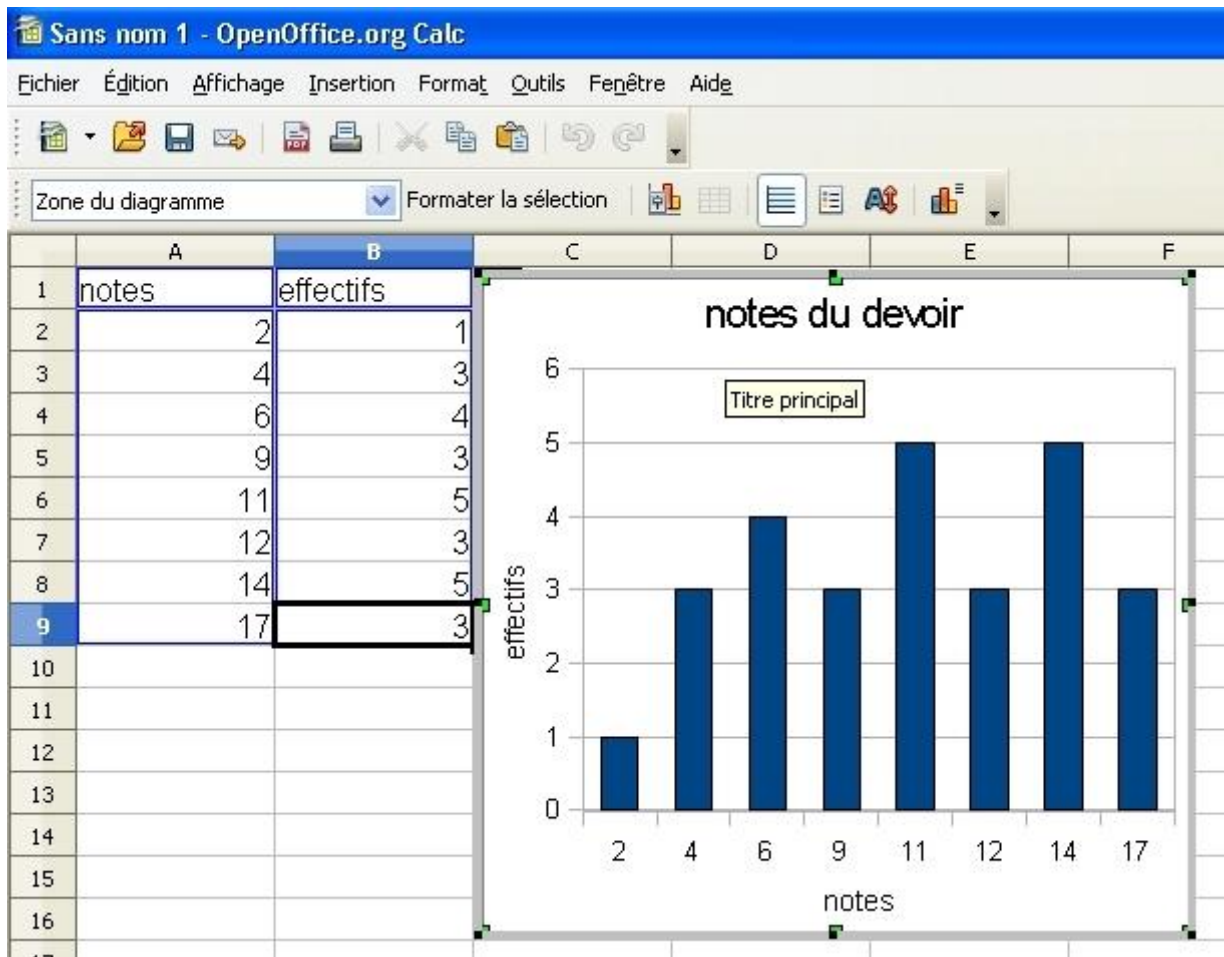 Sans nom 1 - OpenOffice.org Calc
Fichier Édition Affichage Insertion Format Outils Fenêtre Aide
PDF
Zone du diagramme Formater la sélection
A B C D E F
1 notes effectifs
2 2 1
3 4 3
4 6 4
5 9 3
6 11 5
7 12 3
8 14 5
9 17 3
10
11
12
13
14
15
16
notes du devoir
Titre principal
6
5
4
3
2
1
0
effectifs
2 4 6 9 11 12 14 17
notes